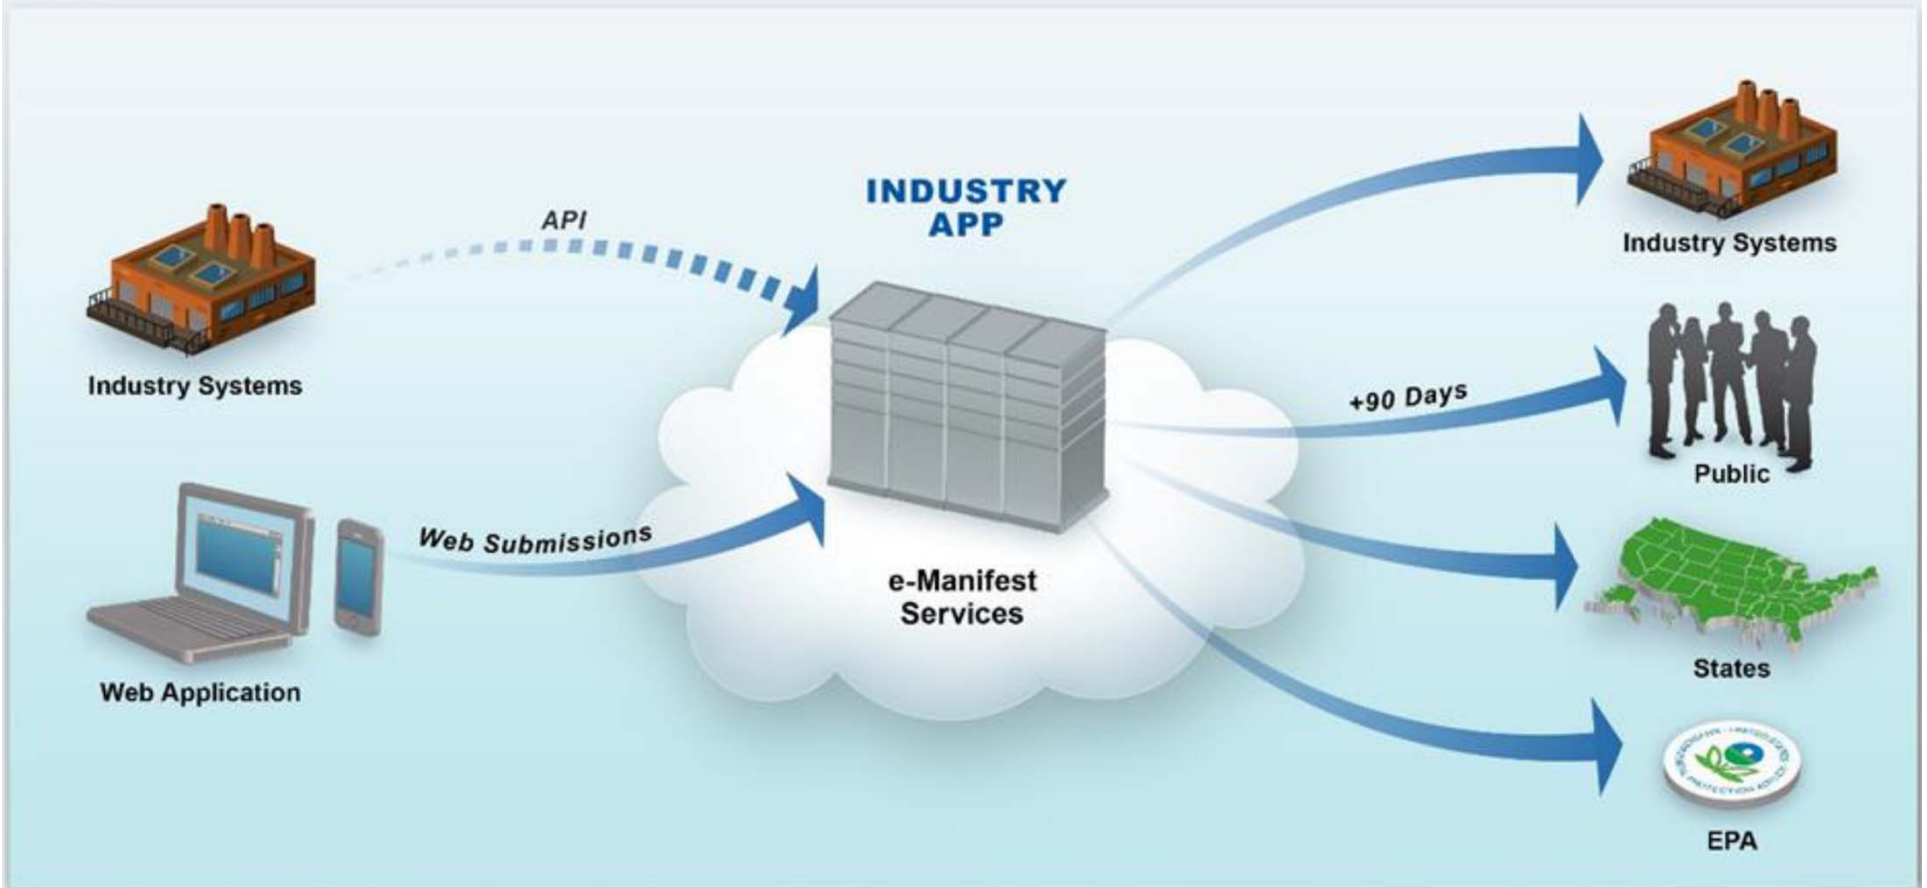 INDUSTRY
APP
API
Industry Systems
Web Submissions
Web Application
e-Manifest
Services
Industry Systems
+90 Days
Public
States
EPA